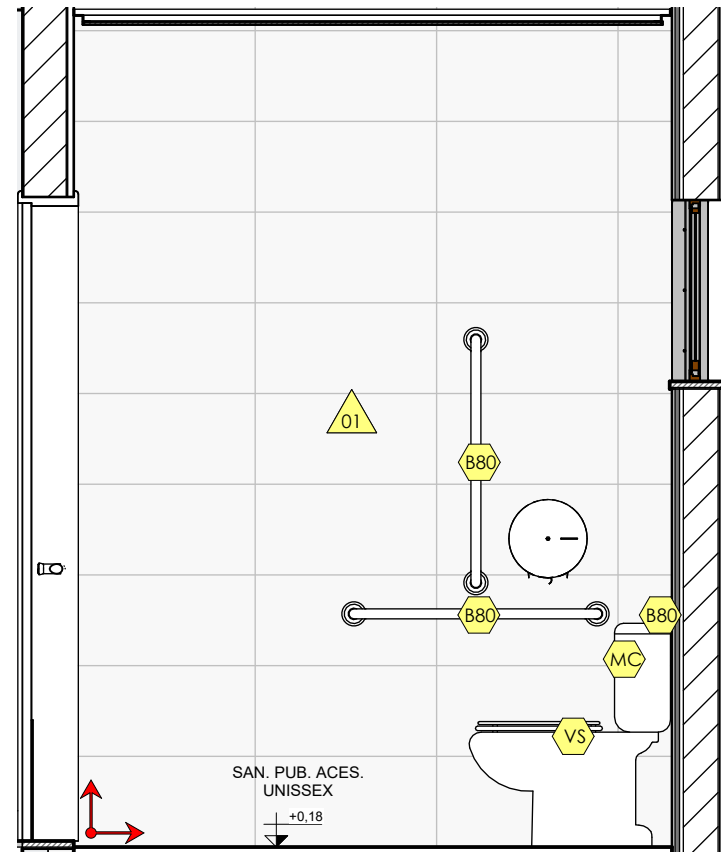 01
B80
B80
B80
MC
VS
SAN. PUB. ACES.
UNISSEX
+0,18